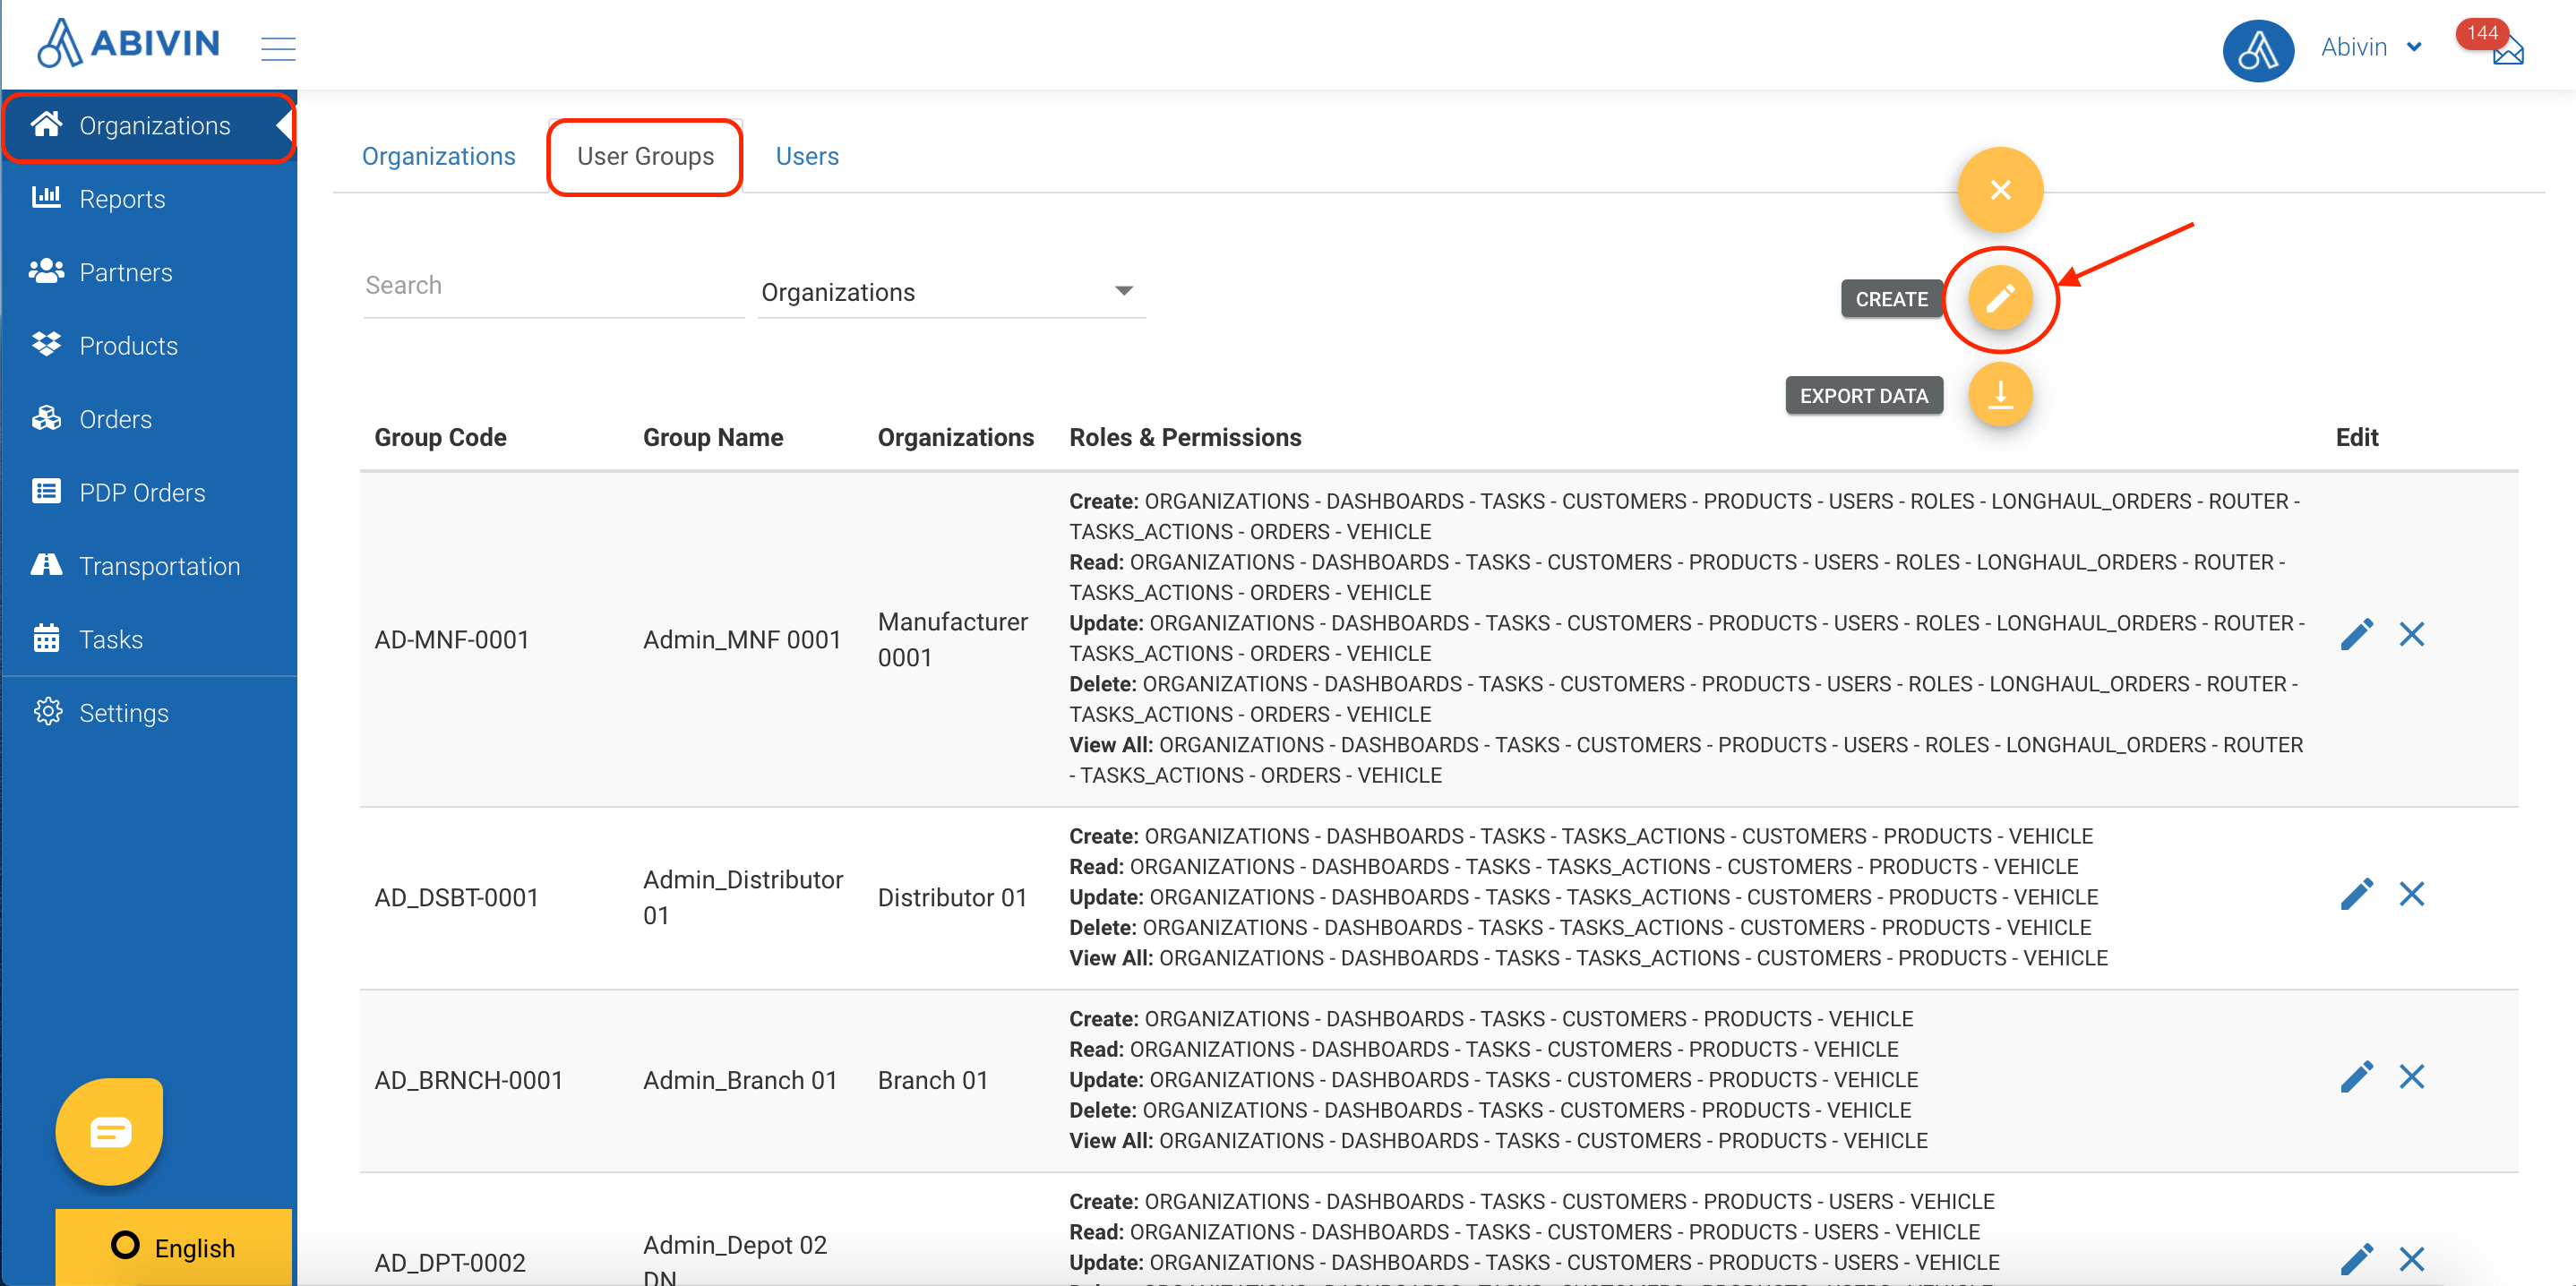 ABIVIN
Abivin
144
Organizations
Reports
Partners
Products
Orders
PDP Orders
Transportation
Tasks
Settings
English
Organizations
User Groups
Users
Search
Organizations
CREATE
EXPORT DATA
Group Code
Group Name
Organizations
Roles & Permissions
Edit
AD-MNF-0001
Admin_MNF 0001
Manufacturer
0001
Create: ORGANIZATIONS - DASHBOARDS - TASKS - CUSTOMERS - PRODUCTS - USERS - ROLES - LONGHAUL_ORDERS - ROUTER -
TASKS_ACTIONS - ORDERS - VEHICLE
Read: ORGANIZATIONS - DASHBOARDS - TASKS - CUSTOMERS - PRODUCTS - USERS - ROLES - LONGHAUL_ORDERS - ROUTER -
TASKS_ACTIONS - ORDERS - VEHICLE
Update: ORGANIZATIONS - DASHBOARDS - TASKS - CUSTOMERS - PRODUCTS - USERS - ROLES - LONGHAUL_ORDERS - ROUTER -
TASKS_ACTIONS - ORDERS - VEHICLE
Delete: ORGANIZATIONS - DASHBOARDS - TASKS - CUSTOMERS - PRODUCTS - USERS - ROLES - LONGHAUL_ORDERS - ROUTER -
TASKS_ACTIONS - ORDERS - VEHICLE
View All: ORGANIZATIONS - DASHBOARDS - TASKS - CUSTOMERS - PRODUCTS - USERS - ROLES - LONGHAUL_ORDERS - ROUTER
- TASKS_ACTIONS - ORDERS - VEHICLE
AD_DSBT-0001
Admin_Distributor
01
Distributor 01
Create: ORGANIZATIONS - DASHBOARDS - TASKS - TASKS_ACTIONS - CUSTOMERS - PRODUCTS - VEHICLE
Read: ORGANIZATIONS - DASHBOARDS - TASKS - TASKS_ACTIONS - CUSTOMERS - PRODUCTS - VEHICLE
Update: ORGANIZATIONS - DASHBOARDS - TASKS - TASKS_ACTIONS - CUSTOMERS - PRODUCTS - VEHICLE
Delete: ORGANIZATIONS - DASHBOARDS - TASKS - TASKS_ACTIONS - CUSTOMERS - PRODUCTS - VEHICLE
View All: ORGANIZATIONS - DASHBOARDS - TASKS - TASKS_ACTIONS - CUSTOMERS - PRODUCTS - VEHICLE
AD_BRNCH-0001
Admin_Branch 01
Branch 01
Create: ORGANIZATIONS - DASHBOARDS - TASKS - CUSTOMERS - PRODUCTS - VEHICLE
Read: ORGANIZATIONS - DASHBOARDS - TASKS - CUSTOMERS - PRODUCTS - VEHICLE
Update: ORGANIZATIONS - DASHBOARDS - TASKS - CUSTOMERS - PRODUCTS - VEHICLE
Delete: ORGANIZATIONS - DASHBOARDS - TASKS - CUSTOMERS - PRODUCTS - VEHICLE
View All: ORGANIZATIONS - DASHBOARDS - TASKS - CUSTOMERS - PRODUCTS - VEHICLE
AD_DPT-0002
Admin_Depot 02
DN
Create: ORGANIZATIONS - DASHBOARDS - TASKS - CUSTOMERS - PRODUCTS - USERS - VEHICLE
Read: ORGANIZATIONS - DASHBOARDS - TASKS - CUSTOMERS - PRODUCTS - USERS - VEHICLE
Update: ORGANIZATIONS - DASHBOARDS - TASKS - CUSTOMERS - PRODUCTS - USERS - VEHICLE